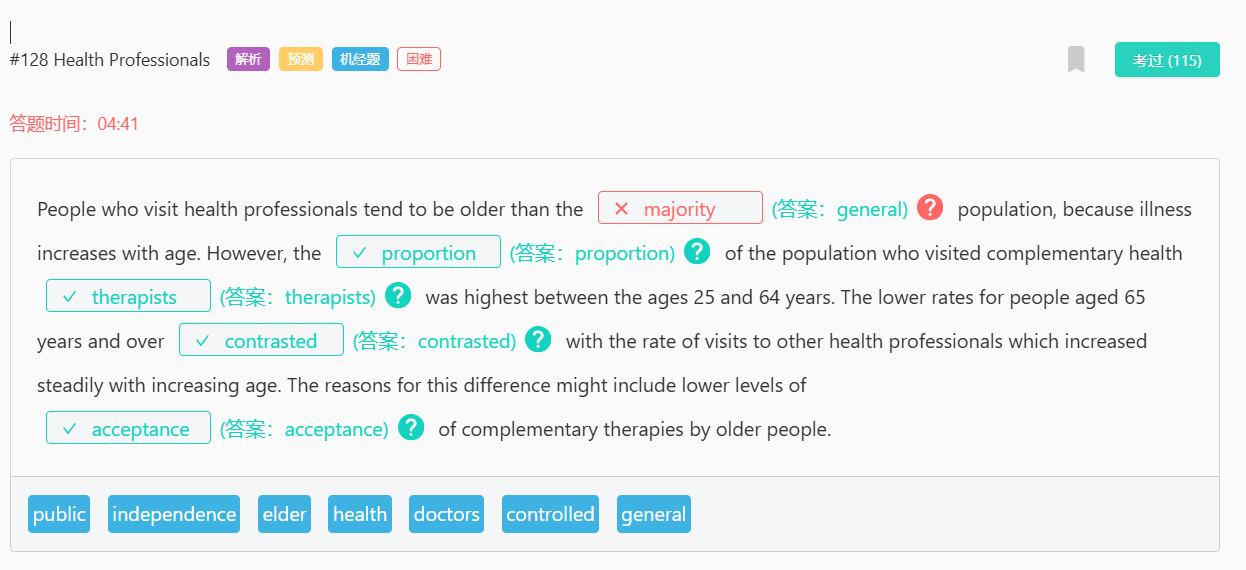 #128 Health Professionals 解析 预测 机经题 困难 考过 (115)
答题时间：04:41
People who visit health professionals tend to be older than the × majority (答案：general) ? population, because illness
increases with age. However, the ✓ proportion (答案：proportion) ? of the population who visited complementary health
✓ therapists (答案：therapists) ? was highest between the ages 25 and 64 years. The lower rates for people aged 65
years and over ✓ contrasted (答案：contrasted) ? with the rate of visits to other health professionals which increased
steadily with increasing age. The reasons for this difference might include lower levels of
✓ acceptance (答案：acceptance) ? of complementary therapies by older people.
public independence elder health doctors controlled general